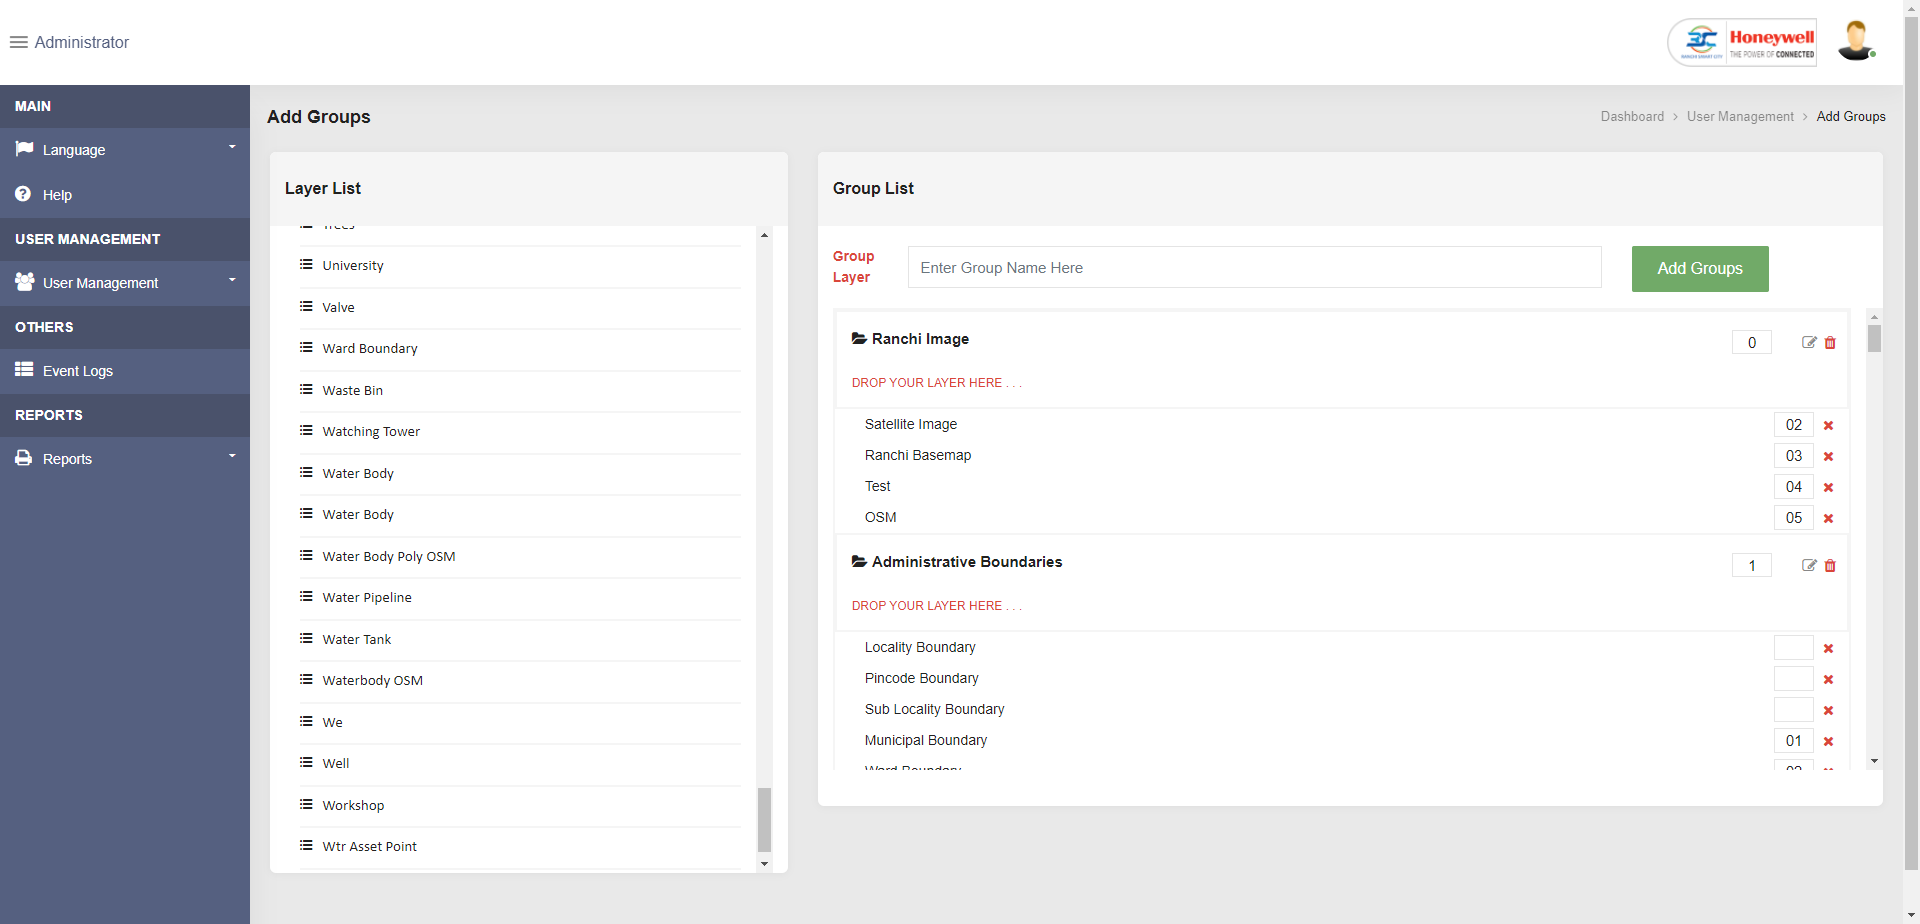 Administrator
Honeywell
THE POWER OF CONNECTED
MAIN
Language
Help
USER MANAGEMENT
User Management
OTHERS
Event Logs
REPORTS
Reports
Add Groups
Dashboard > User Management > Add Groups
Layer List
Trees
University
Valve
Ward Boundary
Waste Bin
Watching Tower
Water Body
Water Body
Water Body Poly OSM
Water Pipeline
Water Tank
Waterbody OSM
We
Well
Workshop
Wtr Asset Point
Group List
Group
Layer
Enter Group Name Here
Add Groups
Ranchi Image 0
DROP YOUR LAYER HERE . . .
Satellite Image 02
Ranchi Basemap 03
Test 04
OSM 05
Administrative Boundaries 1
DROP YOUR LAYER HERE . . .
Locality Boundary
Pincode Boundary
Sub Locality Boundary
Municipal Boundary 01
Ward Boundary